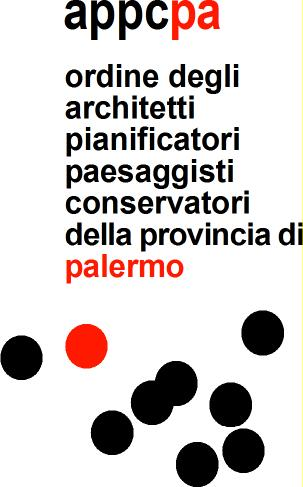 appcpa
ordine degli
architetti
pianificatori
paesaggisti
conservatori
della provincia di
palermo